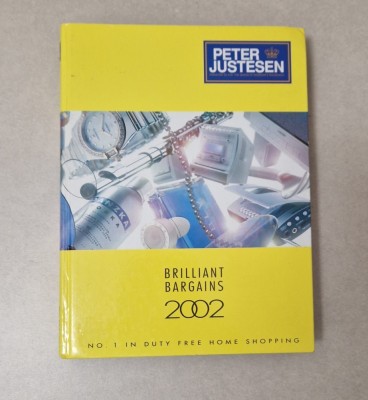 PETER
JUSTESEN
BRILLIANT
BARGAINS
2002
NO 1 IN DUTY FREE HOME SHOPPING